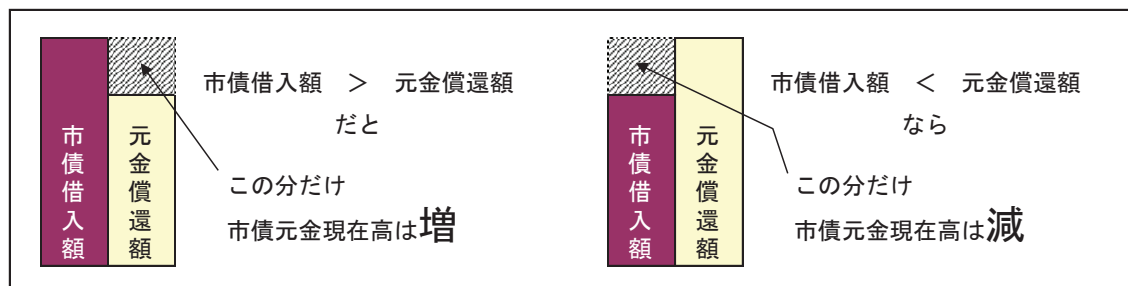 市債借入額
元金償還額
市債借入額 > 元金償還額
だと
この分だけ
市債元金現在高は増
市債借入額
元金償還額
市債借入額 < 元金償還額
なら
この分だけ
市債元金現在高は減